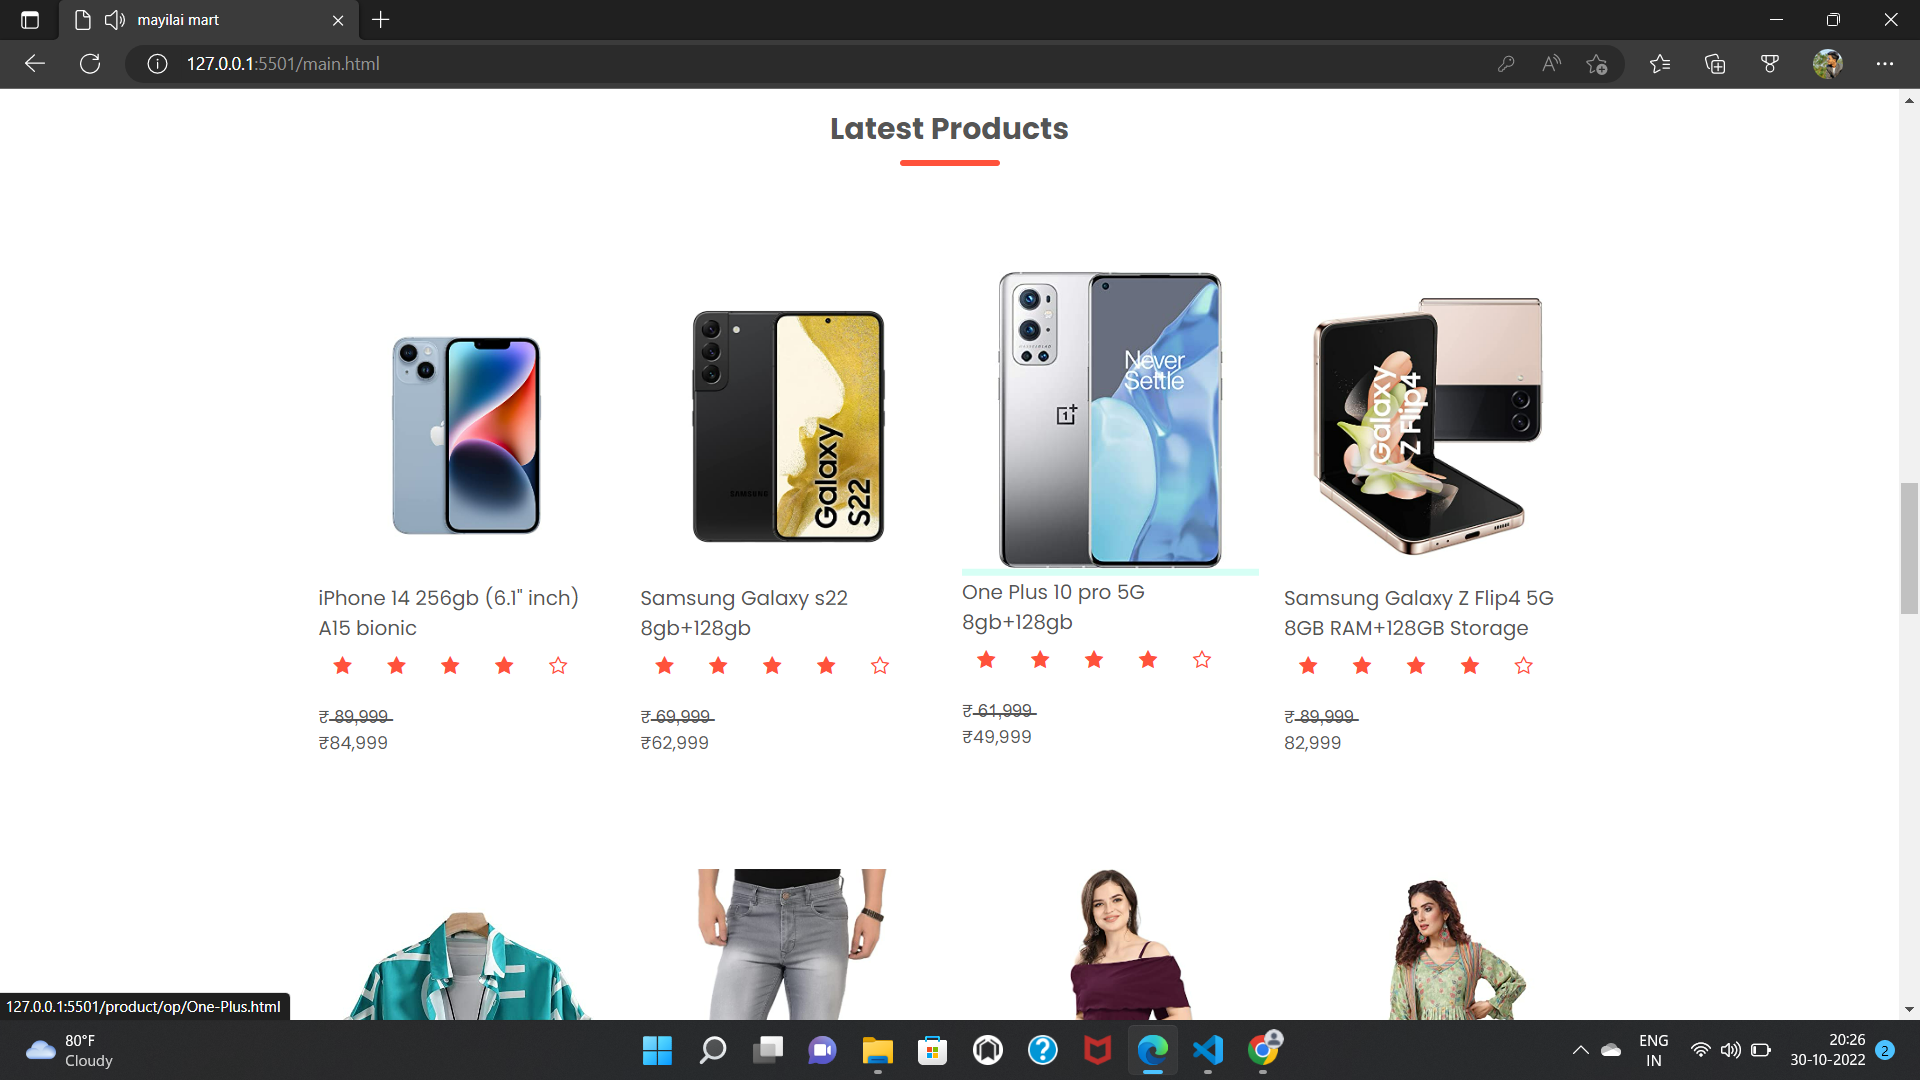 mayilai mart
127.0.0.1:5501/main.html
Latest Products
Galaxy
S22
SAMSUNG
HASSELBLAD
Never
Settle
Galaxy
Z Flip4
iPhone 14 256gb (6.1" inch)
A15 bionic
₹ 89,999
₹84,999
Samsung Galaxy s22
8gb+128gb
₹ 69,999
₹62,999
One Plus 10 pro 5G
8gb+128gb
₹ 61,999
₹49,999
Samsung Galaxy Z Flip4 5G
8GB RAM+128GB Storage
₹ 89,999
82,999
127.0.0.1:5501/product/op/One-Plus.html
80°F
Cloudy
ENG
IN
20:26
30-10-2022
2